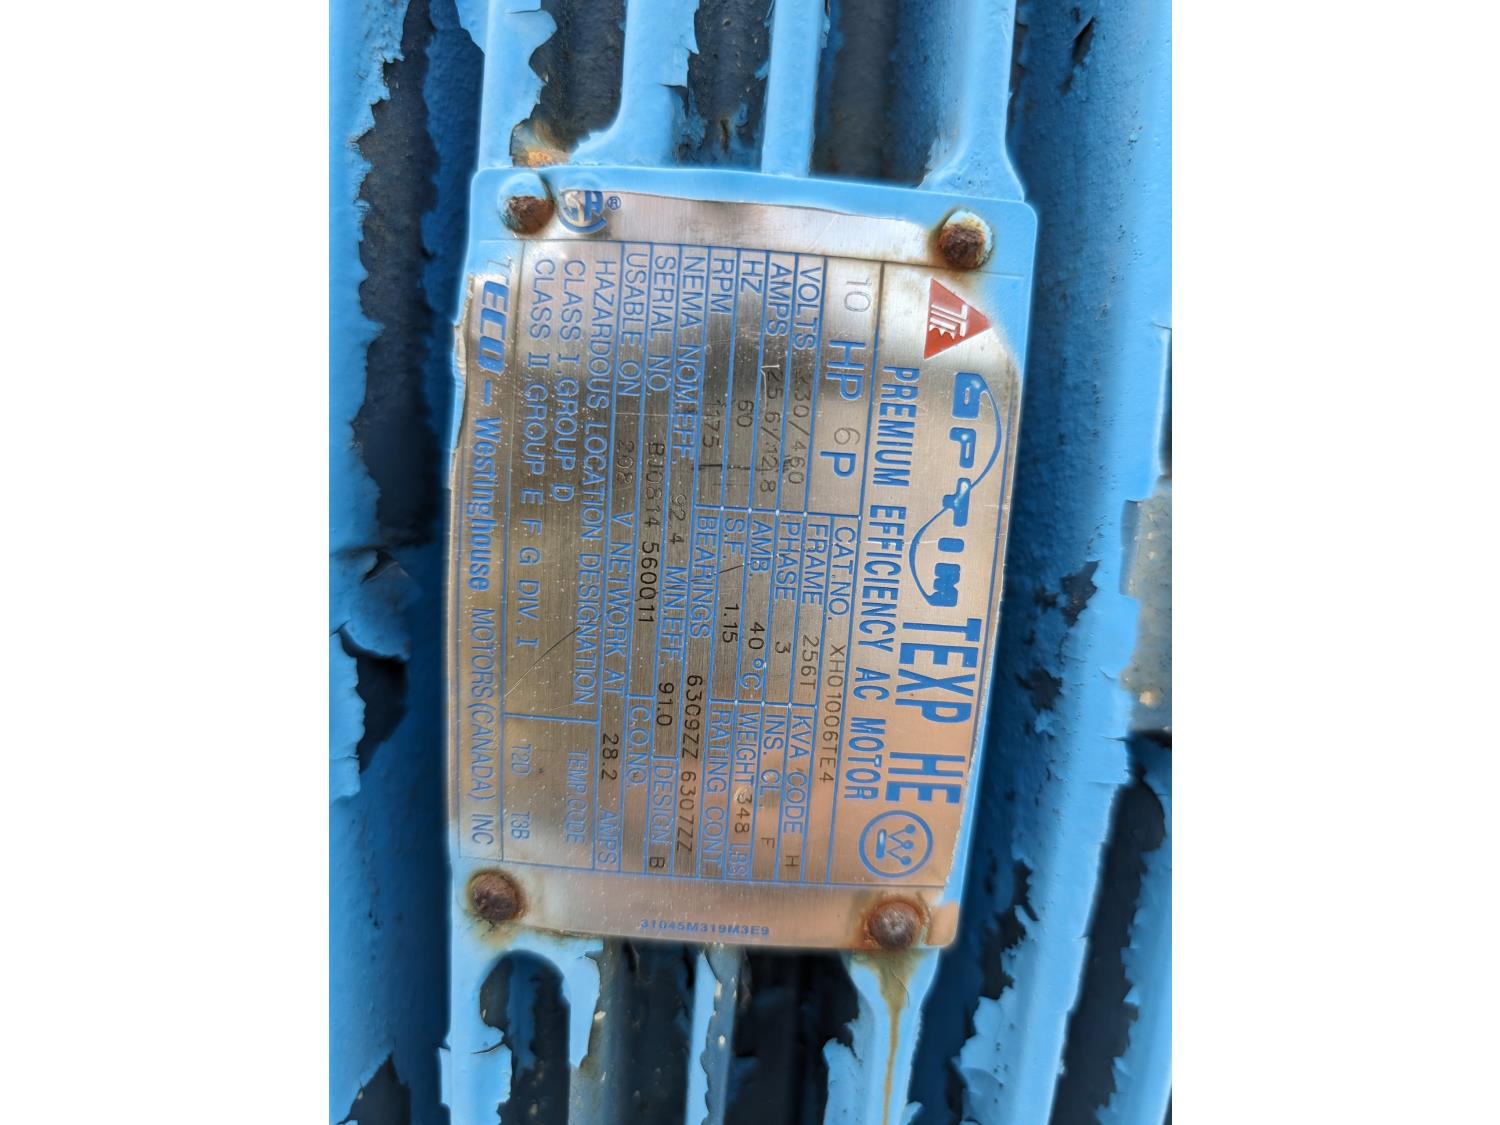 OPTIM TEXP HE
PREMIUM EFFICIENCY AC MOTOR
10 HP 6 P CAT.NO. XH01006TE4
VOLTS 230/460 FRAME 256T KVA CODE H
AMPS 25.6/12.8 PHASE 3 INS. CL F
HZ 60 AMB. 40 °C WEIGHT 348 LBS
RPM 1175 S.F. 1.15 RATING CONT
BEARINGS 6309ZZ 6307ZZ
NEMA NOM.EFF. 92.4 MIN.EFF. 91.0 DESIGN B
SERIAL NO. BJ0814 560011 C.O.NO.
USABLE ON 208 V NETWORK AT 28.2 AMPS
HAZARDOUS LOCATION DESIGNATION TEMP.CODE
CLASS I GROUP D T2D
CLASS II GROUP E F G DIV. I T3B
TECO - Westinghouse MOTORS (CANADA) INC
31045M319M3E9